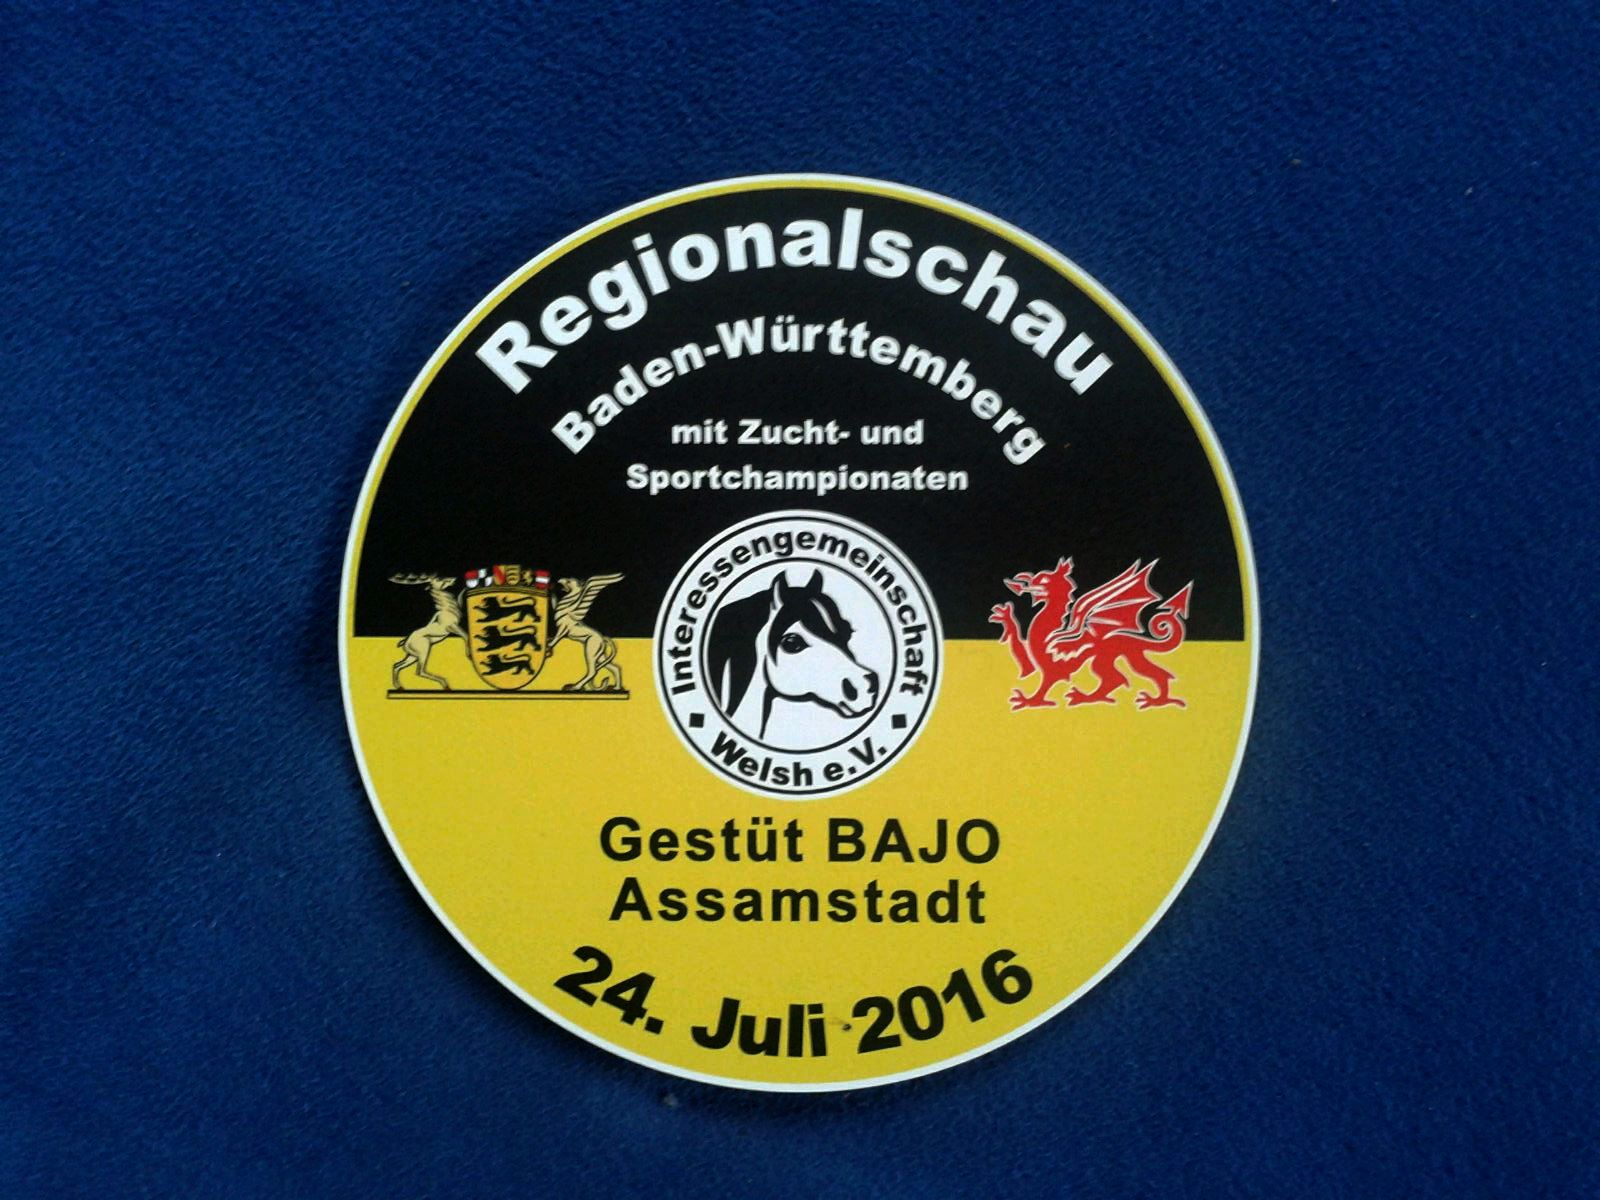 Regionalschau
Baden-Württemberg
mit Zucht- und
Sportchampionaten
Interessengemeinschaft
Welsh e.V.
Gestüt BAJO
Assamstadt
24. Juli 2016